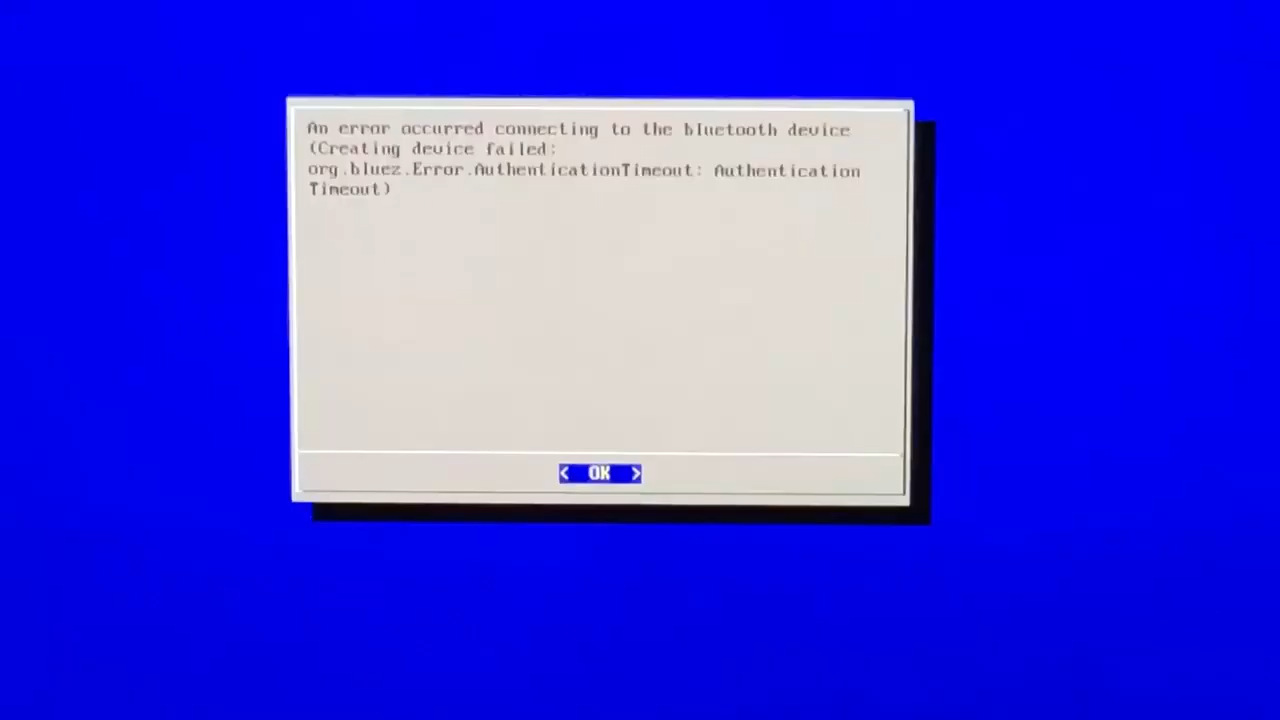 An error occurred connecting to the bluetooth device
(Creating device failed:
org.bluez.Error.AuthenticationTimeout: Authentication
Timeout)
< OK >